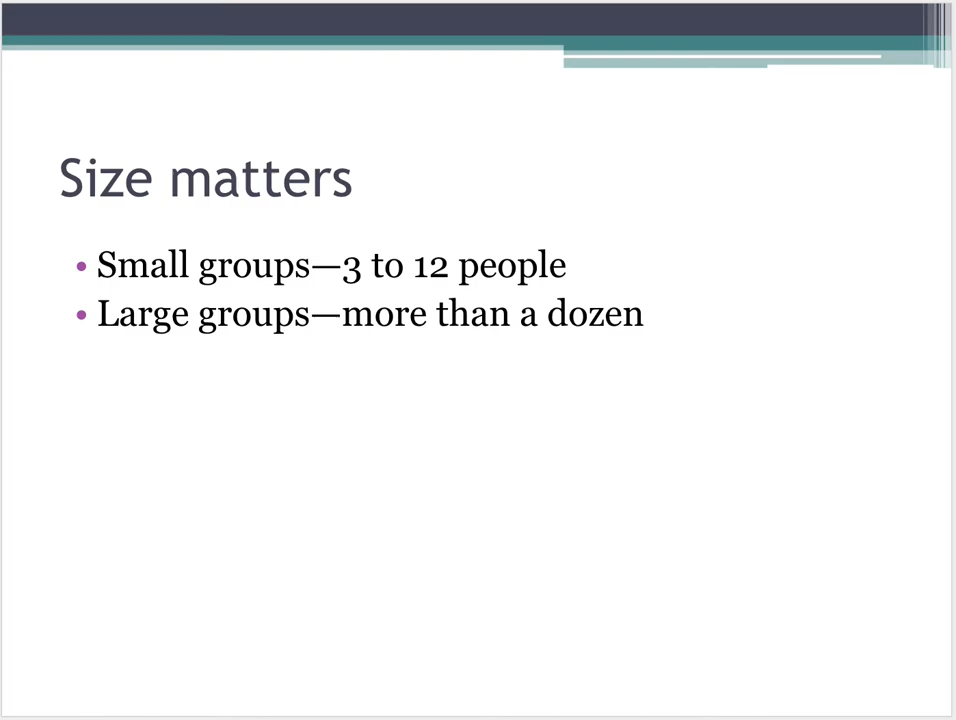 Size matters
• Small groups—3 to 12 people
• Large groups—more than a dozen